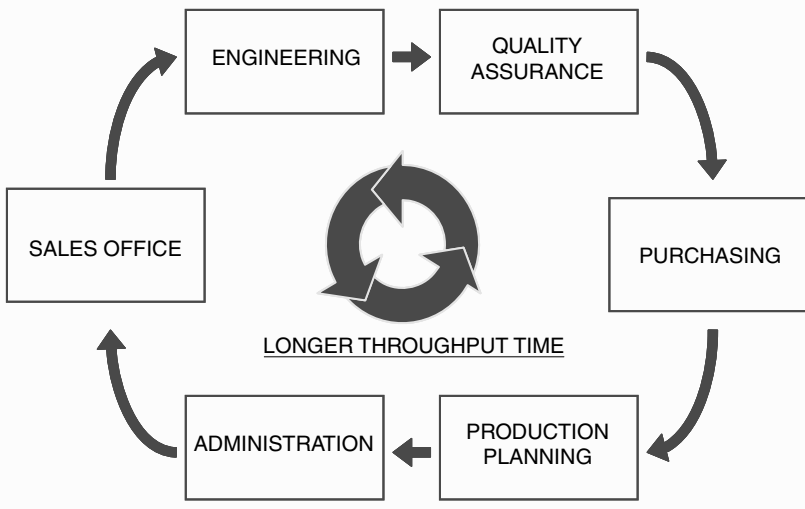 ENGINEERING
QUALITY
ASSURANCE
SALES OFFICE
PURCHASING
LONGER THROUGHPUT TIME
ADMINISTRATION
PRODUCTION
PLANNING